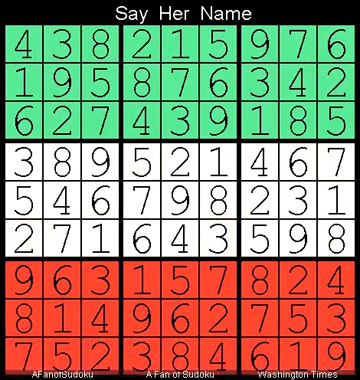 Say Her Name
4 3 8 2 1 5 9 7 6
1 9 5 8 7 6 3 4 2
6 2 7 4 3 9 1 8 5
3 8 9 5 2 1 4 6 7
5 4 6 7 9 8 2 3 1
2 7 1 6 4 3 5 9 8
9 6 3 1 5 7 8 2 4
8 1 4 9 6 2 7 5 3
7 5 2 3 8 4 6 1 9
AFanofSudoku A Fan of Sudoku Washington Times